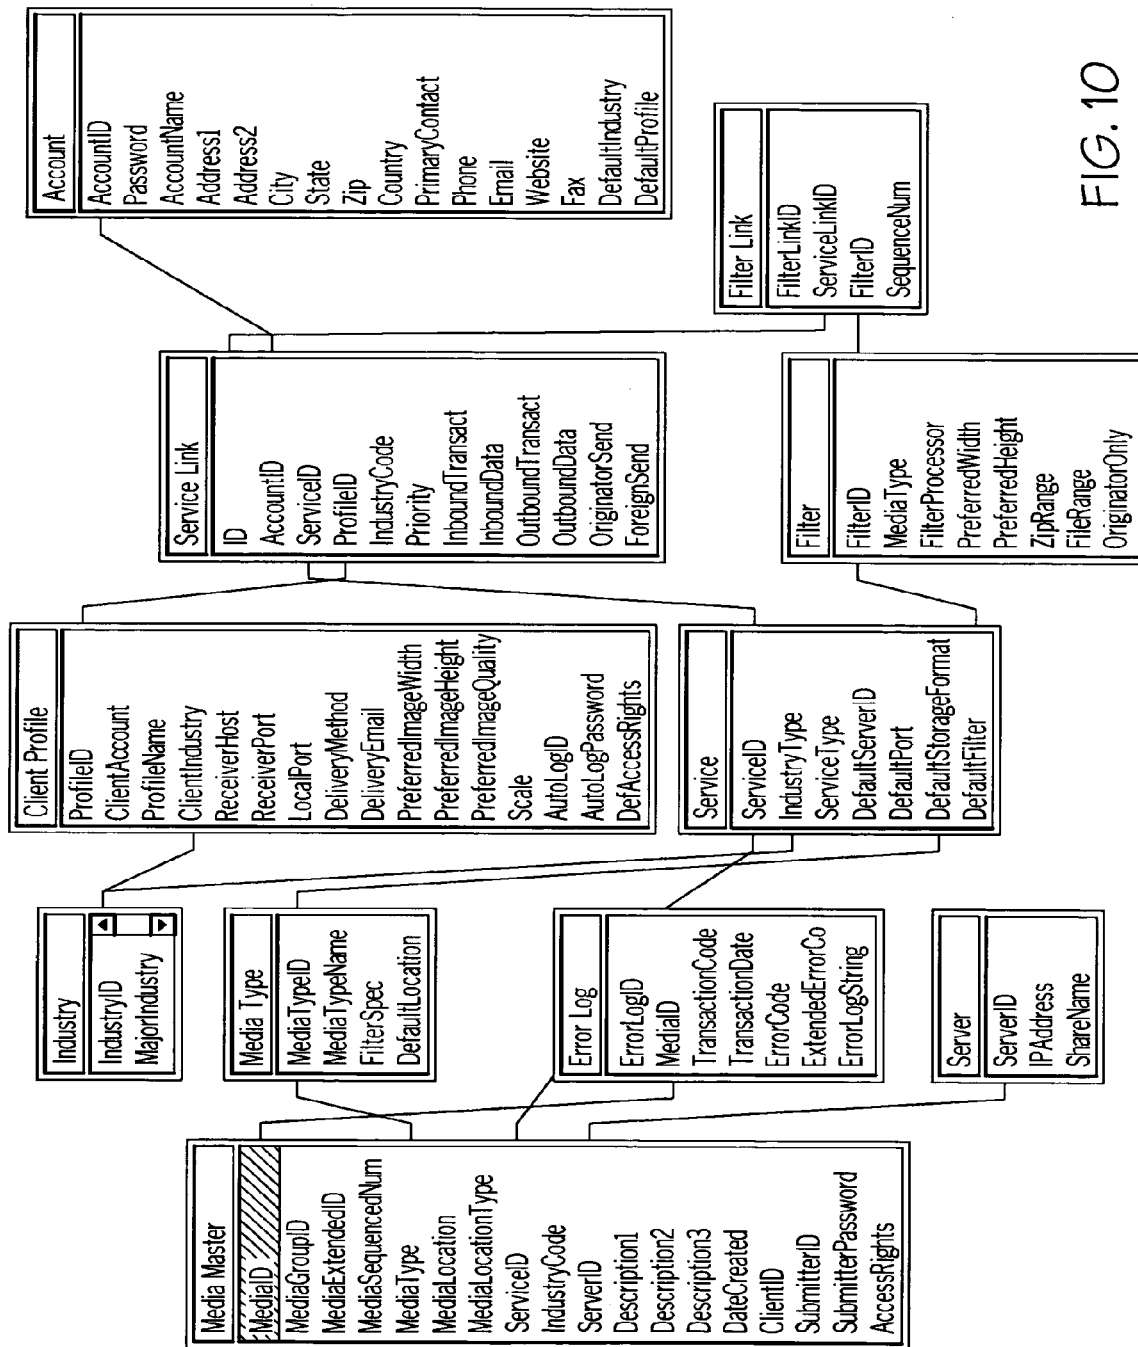 Media Master
MediaID
MediaGroupID
MediaExtendedID
MediaSequencedNum
MediaType
MediaLocation
MediaLocationType
ServiceID
IndustryCode
ServerID
Description1
Description2
Description3
DateCreated
ClientID
SubmitterID
SubmitterPassword
AccessRights
Industry
IndustryID
MajorIndustry
Media Type
MediaTypeID
MediaTypeName
FilterSpec
DefaultLocation
Error Log
ErrorLogID
MediaID
TransactionCode
TransactionDate
ErrorCode
ExtendedErrorCo
ErrorLogString
Server
ServerID
IPAddress
ShareName
Client Profile
ProfileID
ClientAccount
ProfileName
ClientIndustry
ReceiverHost
ReceiverPort
LocalPort
DeliveryMethod
DeliveryEmail
PreferredImageWidth
PreferredImageHeight
PreferredImageQuality
Scale
AutoLogID
AutoLogPassword
DefAccessRights
Service
ServiceID
IndustryType
ServiceType
DefaultServerID
DefaultPort
DefaultStorageFormat
DefaultFilter
Service Link
ID
AccountID
ServiceID
ProfileID
IndustryCode
Priority
InboundTransact
InboundData
OutboundTransact
OutboundData
OriginatorSend
ForeignSend
Filter
FilterID
MediaType
FilterProcessor
PreferredWidth
PreferredHeight
ZipRange
FileRange
OriginatorOnly
Account
AccountID
Password
AccountName
Address1
Address2
City
State
Zip
Country
PrimaryContact
Phone
Email
Website
Fax
DefaultIndustry
DefaultProfile
Filter Link
FilterLinkID
ServiceLinkID
FilterID
SequenceNum
FIG. 10